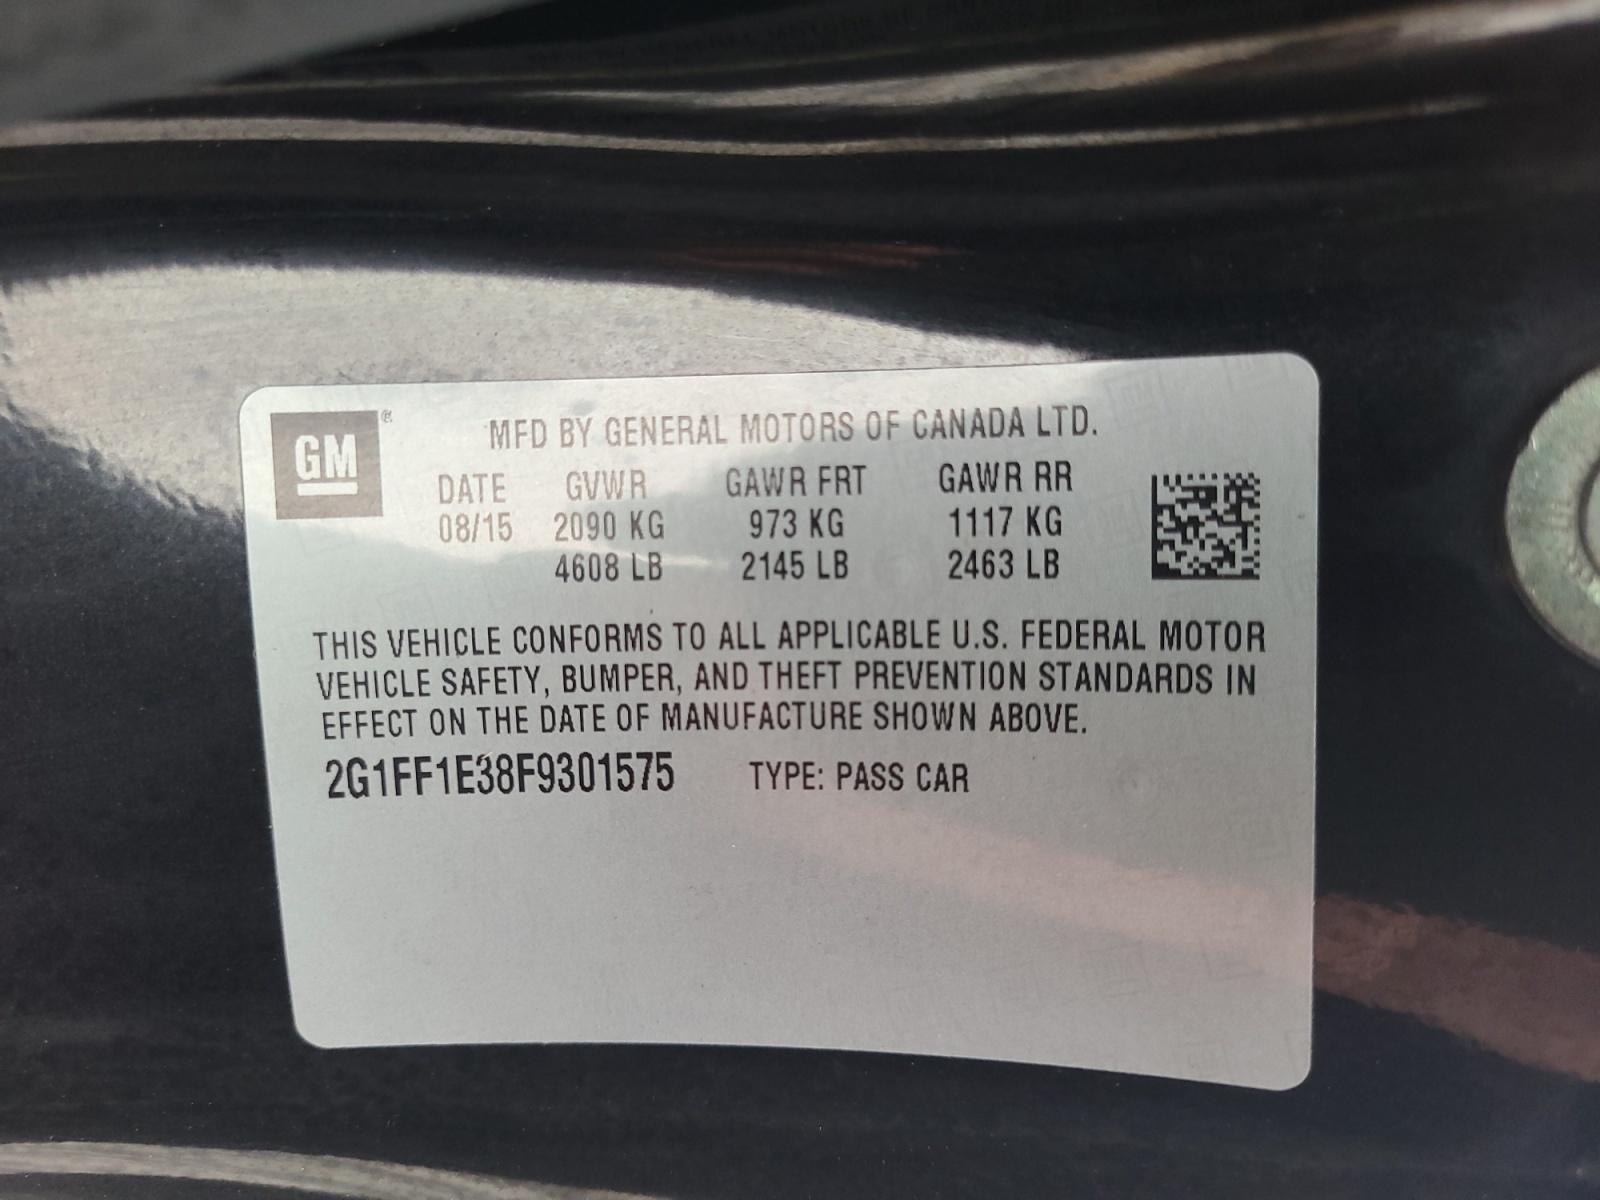 GM®
MFD BY GENERAL MOTORS OF CANADA LTD.
DATE GVWR GAWR FRT GAWR RR
08/15 2090 KG 973 KG 1117 KG
4608 LB 2145 LB 2463 LB
THIS VEHICLE CONFORMS TO ALL APPLICABLE U.S. FEDERAL MOTOR
VEHICLE SAFETY, BUMPER, AND THEFT PREVENTION STANDARDS IN
EFFECT ON THE DATE OF MANUFACTURE SHOWN ABOVE.
2G1FF1E38F9301575 TYPE: PASS CAR